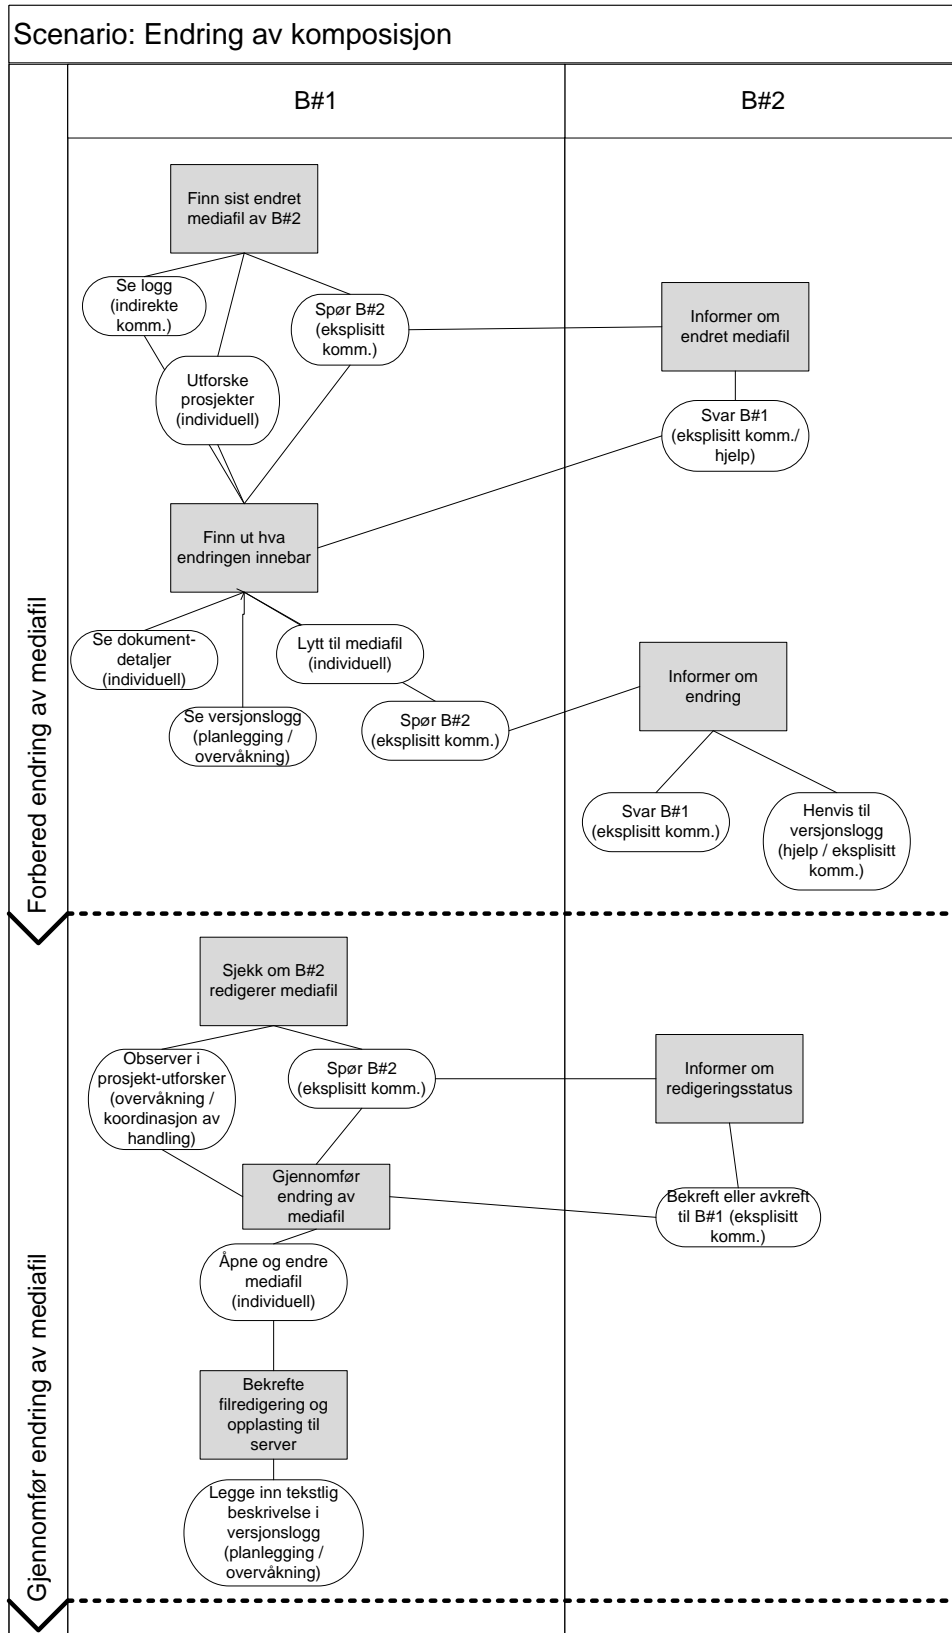 Scenario: Endring av komposisjon
B#1
B#2
Forbered endring av mediafil
Finn sist endret
mediafil av B#2
Se logg
(indirekte
komm.)
Spør B#2
(eksplisitt
komm.)
Informer om
endret mediafil
Utforske
prosjekter
(individuell)
Svar B#1
(eksplisitt komm./
hjelp)
Finn ut hva
endringen innebar
Se dokument-
detaljer
(individuell)
Lytt til mediafil
(individuell)
Se versjonslogg
(planlegging /
overvåkning)
Spør B#2
(eksplisitt komm.)
Informer om
endring
Svar B#1
(eksplisitt komm.)
Henvis til
versjonslogg
(hjelp / eksplisitt
komm.)
Gjennomfør endring av mediafil
Sjekk om B#2
redigerer mediafil
Observer i
prosjekt-utforsker
(overvåkning /
koordinasjon av
handling)
Spør B#2
(eksplisitt komm.)
Informer om
redigeringsstatus
Gjennomfør
endring av
mediafil
Bekreft eller avkreft
til B#1 (eksplisitt
komm.)
Åpne og endre
mediafil
(individuell)
Bekrefte
filredigering og
opplasting til
server
Legge inn tekstlig
beskrivelse i
versjonslogg
(planlegging /
overvåkning)